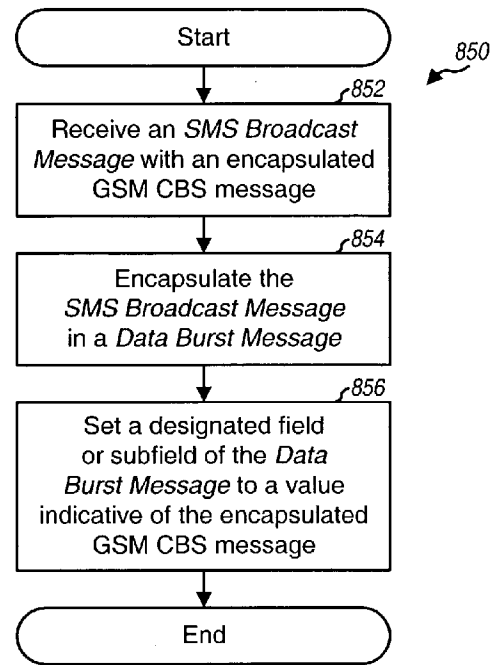 Start
850
852
Receive an SMS Broadcast
Message with an encapsulated
GSM CBS message
854
Encapsulate the
SMS Broadcast Message
in a Data Burst Message
856
Set a designated field
or subfield of the Data
Burst Message to a value
indicative of the encapsulated
GSM CBS message
End